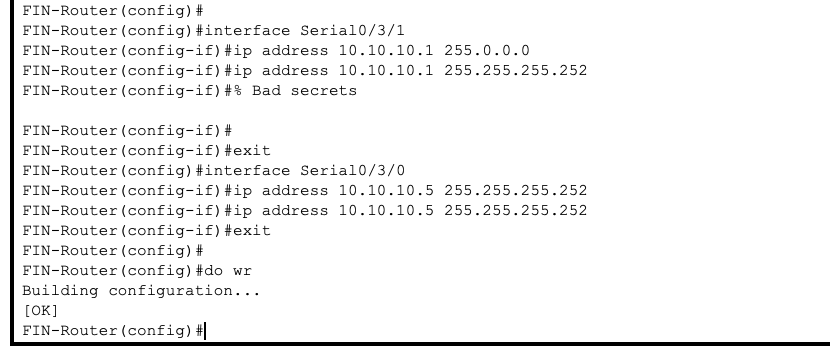 FIN-Router(config)#
FIN-Router(config)#interface Serial0/3/1
FIN-Router(config-if)#ip address 10.10.10.1 255.0.0.0
FIN-Router(config-if)#ip address 10.10.10.1 255.255.255.252
FIN-Router(config-if)#% Bad secrets
FIN-Router(config-if)#
FIN-Router(config-if)#exit
FIN-Router(config)#interface Serial0/3/0
FIN-Router(config-if)#ip address 10.10.10.5 255.255.255.252
FIN-Router(config-if)#ip address 10.10.10.5 255.255.255.252
FIN-Router(config-if)#exit
FIN-Router(config)#
FIN-Router(config)#do wr
Building configuration...
[OK]
FIN-Router(config)#